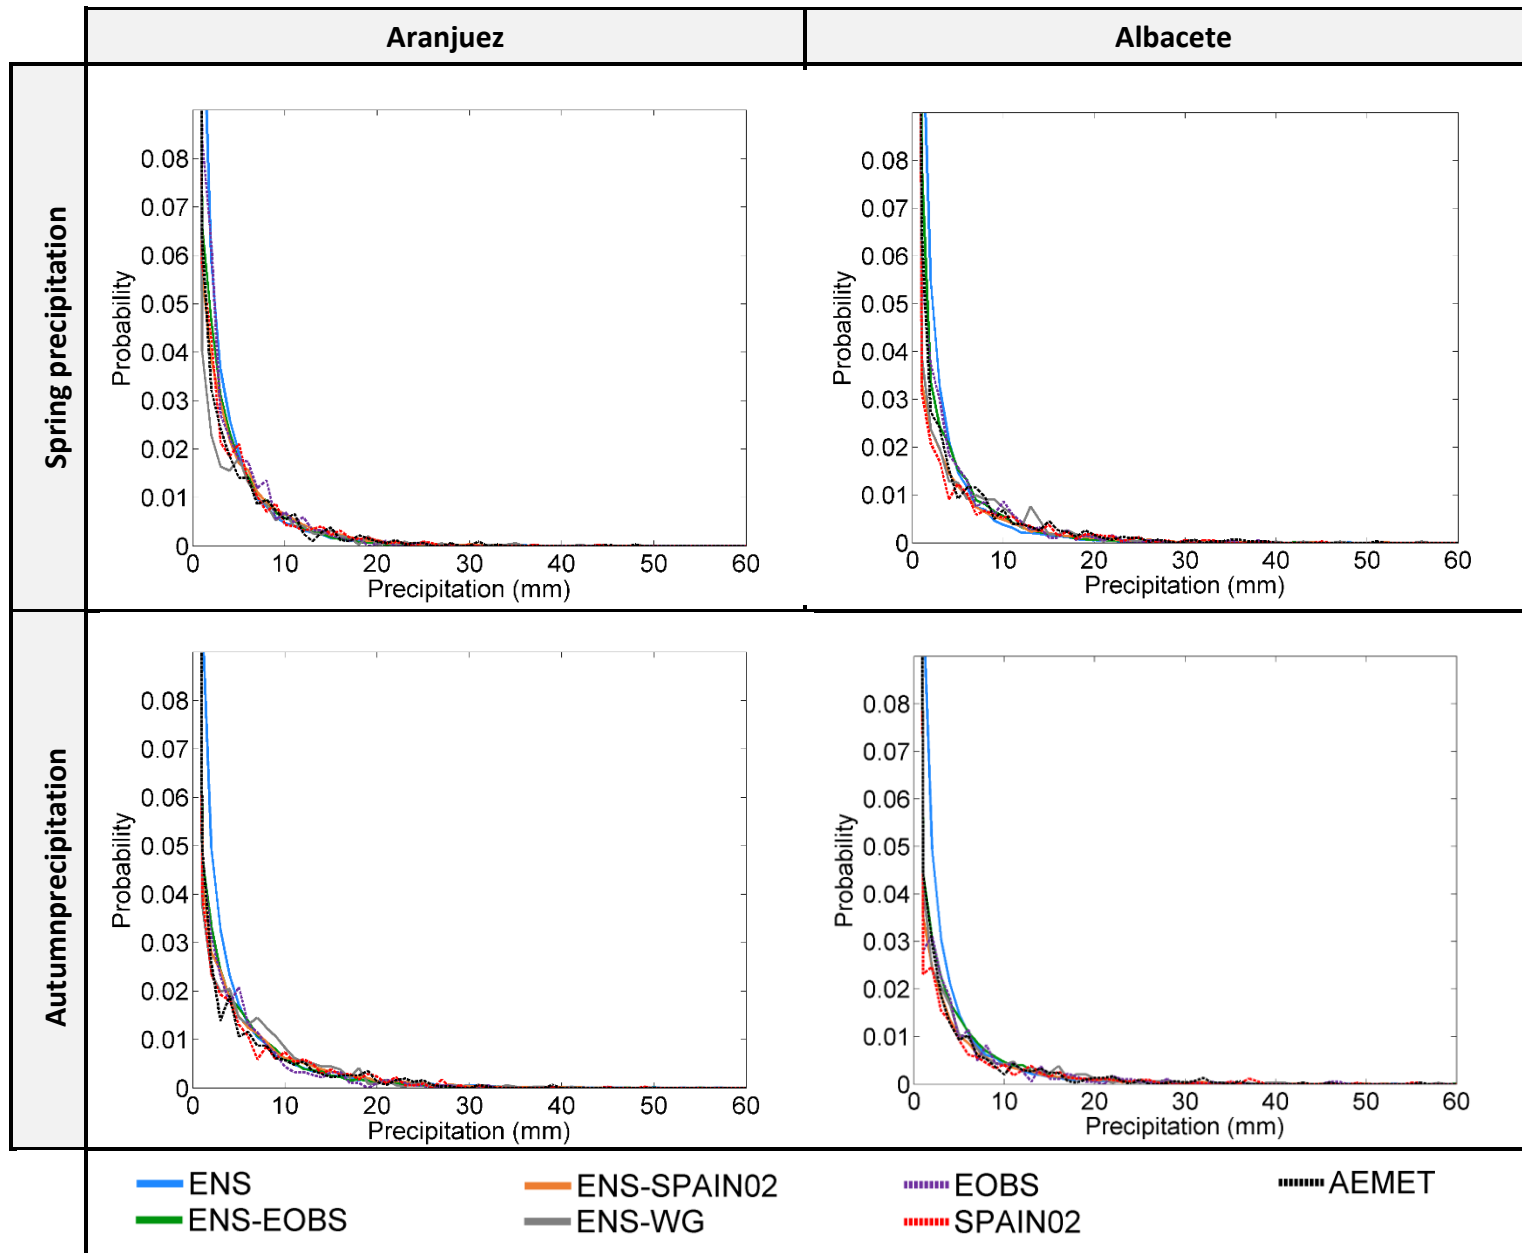 Aranjuez
Albacete
Spring precipitation
Probability
0.08
0.07
0.06
0.05
0.04
0.03
0.02
0.01
0
0 10 20 30 40 50 60
Precipitation (mm)
Probability
0.08
0.07
0.06
0.05
0.04
0.03
0.02
0.01
0
0 10 20 30 40 50 60
Precipitation (mm)
Autumnprecipitation
Probability
0.08
0.07
0.06
0.05
0.04
0.03
0.02
0.01
0
0 10 20 30 40 50 60
Precipitation (mm)
Probability
0.08
0.07
0.06
0.05
0.04
0.03
0.02
0.01
0
0 10 20 30 40 50 60
Precipitation (mm)
ENS ENS-SPAIN02 EOBS AEMET
ENS-EOBS ENS-WG SPAIN02